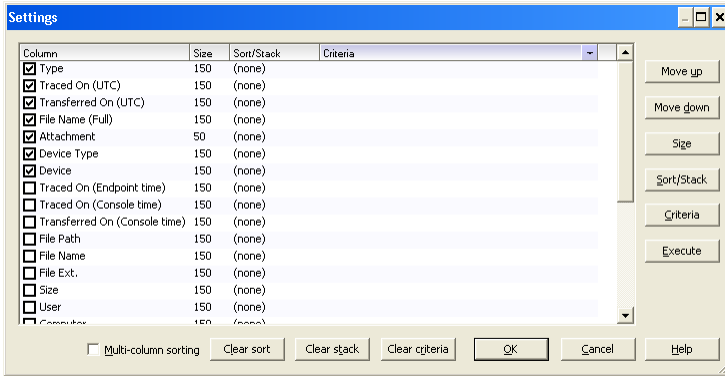 Settings
Column Size Sort/Stack Criteria
Type 150 (none)
Traced On (UTC) 150 (none)
Transferred On (UTC) 150 (none)
File Name (Full) 150 (none)
Attachment 50 (none)
Device Type 150 (none)
Device 150 (none)
Traced On (Endpoint time) 150 (none)
Traced On (Console time) 150 (none)
Transferred On (Console time) 150 (none)
File Path 150 (none)
File Name 150 (none)
File Ext. 150 (none)
Size 150 (none)
User 150 (none)
Computer 150 (none)
Move up
Move down
Size
Sort/Stack
Criteria
Execute
Multi-column sorting Clear sort Clear stack Clear criteria OK Cancel Help